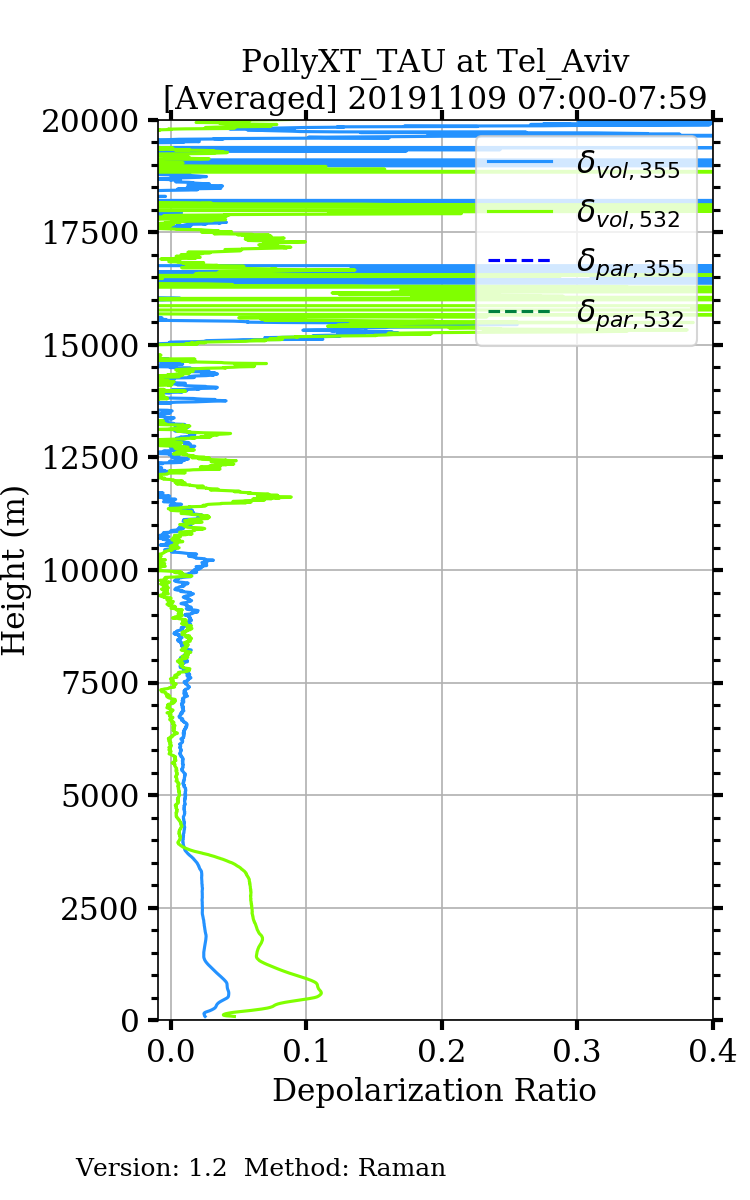 PollyXT_TAU at Tel_Aviv
[Averaged] 20191109 07:00-07:59
20000
17500
15000
12500
10000
7500
5000
2500
0
Height (m)
δvol, 355
δvol, 532
δpar, 355
δpar, 532
0.0 0.1 0.2 0.3 0.4
Depolarization Ratio
Version: 1.2 Method: Raman